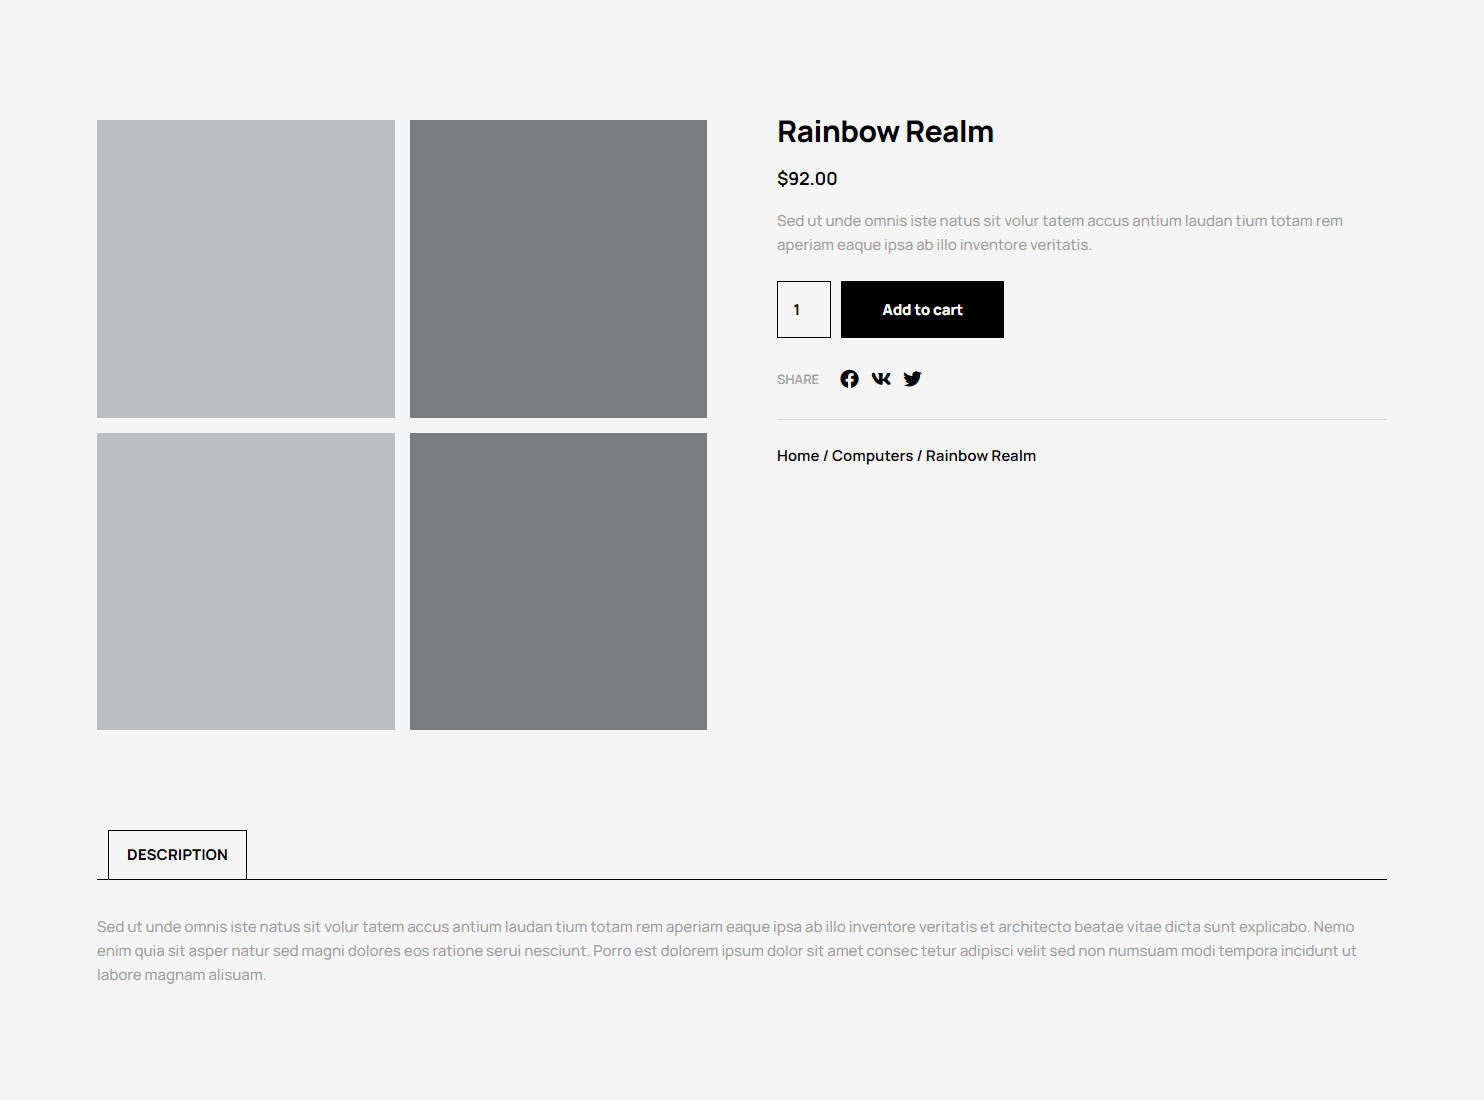 Rainbow Realm
$92.00
Sed ut unde omnis iste natus sit volur tatem accus antium laudan tium totam rem
aperiam eaque ipsa ab illo inventore veritatis.
1
Add to cart
SHARE
Home / Computers / Rainbow Realm
DESCRIPTION
Sed ut unde omnis iste natus sit volur tatem accus antium laudan tium totam rem aperiam eaque ipsa ab illo inventore veritatis et architecto beatae vitae dicta sunt explicabo. Nemo
enim quia sit asper natur sed magni dolores eos ratione serui nesciunt. Porro est dolorem ipsum dolor sit amet consec tetur adipisci velit sed non numsuam modi tempora incidunt ut
labore magnam alisuam.